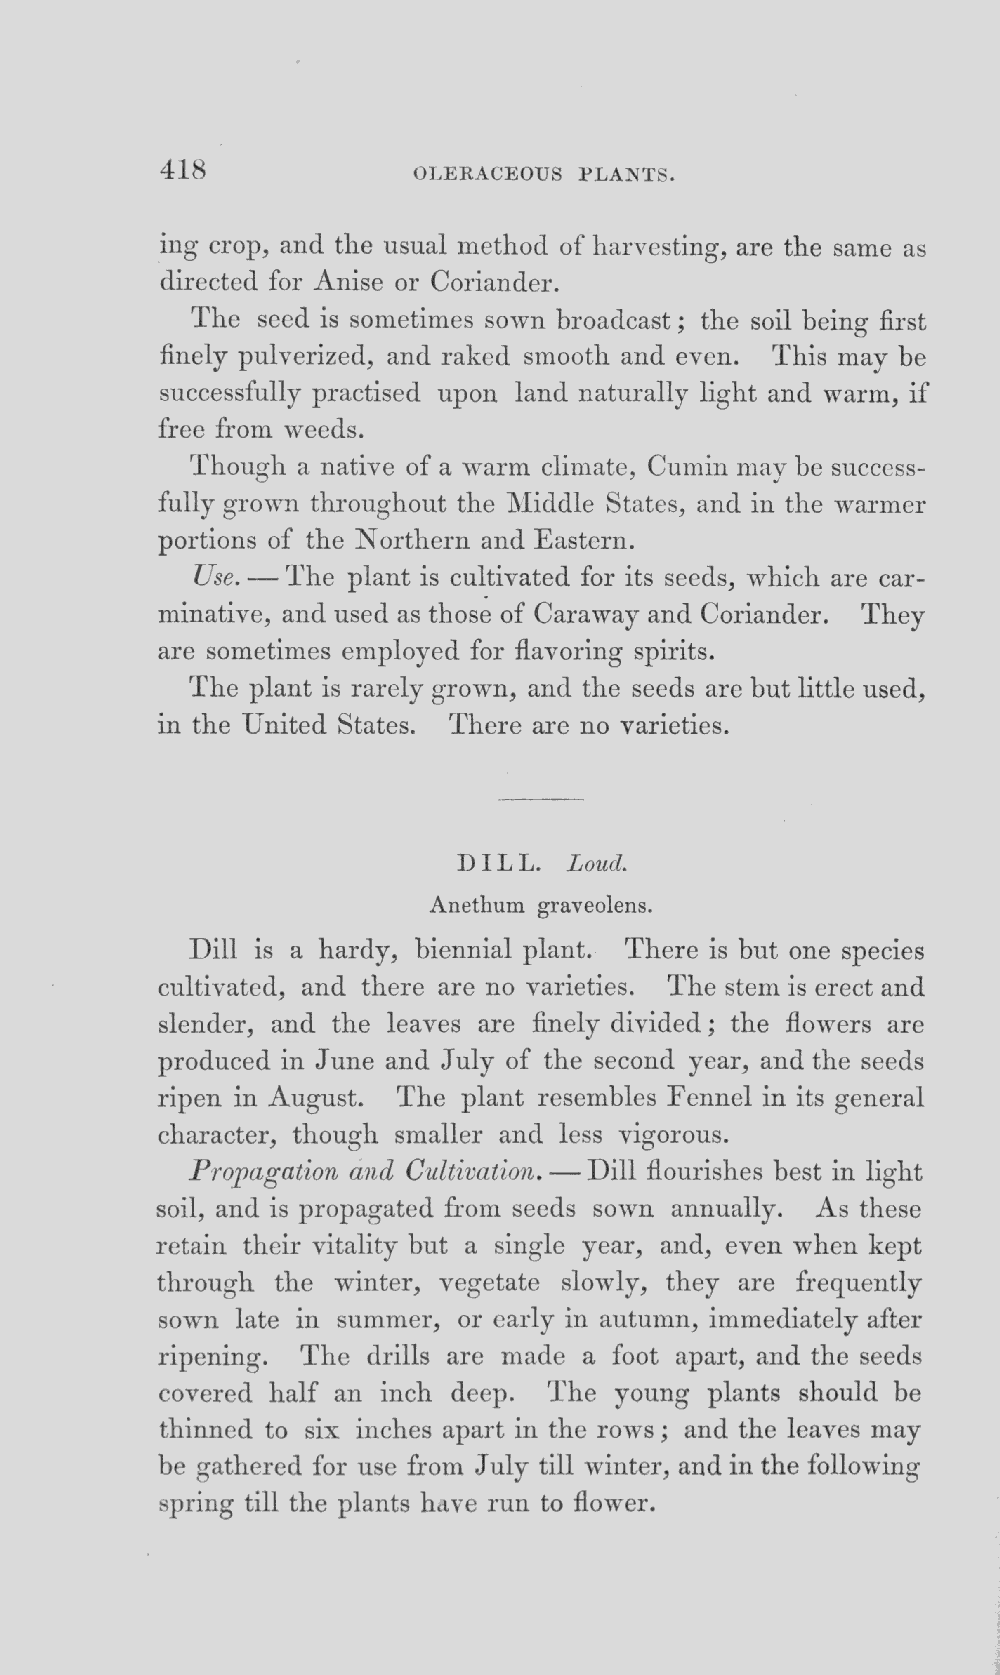 418 OLERACEOUS PLANTS.
ing crop, and the usual method of harvesting, are the same as
directed for Anise or Coriander.
The seed is sometimes sown broadcast; the soil being first
finely pulverized, and raked smooth and even. This may be
successfully practised upon land naturally light and warm, if
free from weeds.
Though a native of a warm climate, Cumin may be success-
fully grown throughout the Middle States, and in the warmer
portions of the Northern and Eastern.
Use. — The plant is cultivated for its seeds, which are car-
minative, and used as those of Caraway and Coriander. They
are sometimes employed for flavoring spirits.
The plant is rarely grown, and the seeds are but little used,
in the United States. There are no varieties.
DILL. Loud.
Anethum graveolens.
Dill is a hardy, biennial plant. There is but one species
cultivated, and there are no varieties. The stem is erect and
slender, and the leaves are finely divided; the flowers are
produced in June and July of the second year, and the seeds
ripen in August. The plant resembles Fennel in its general
character, though smaller and less vigorous.
Propagation and Cultivation. — Dill flourishes best in light
soil, and is propagated from seeds sown annually. As these
retain their vitality but a single year, and, even when kept
through the winter, vegetate slowly, they are frequently
sown late in summer, or early in autumn, immediately after
ripening. The drills are made a foot apart, and the seeds
covered half an inch deep. The young plants should be
thinned to six inches apart in the rows; and the leaves may
be gathered for use from July till winter, and in the following
spring till the plants have run to flower.